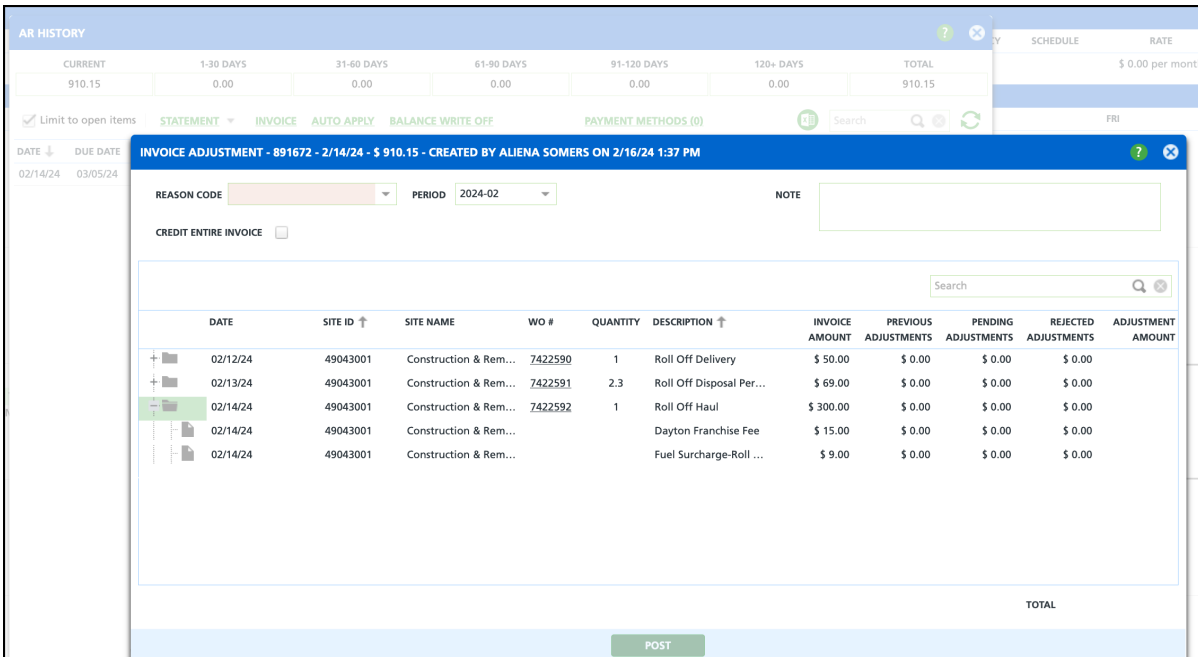 AR HISTORY
?
CY SCHEDULE RATE
CURRENT 1-30 DAYS 31-60 DAYS 61-90 DAYS 91-120 DAYS 120+ DAYS TOTAL
$ 0.00 per mont
910.15 0.00 0.00 0.00 0.00 0.00 910.15
Limit to open items STATEMENT INVOICE AUTO APPLY BALANCE WRITE OFF PAYMENT METHODS (0) Search
FRI
DATE DUE DATE
02/14/24 03/05/24
INVOICE ADJUSTMENT - 891672 - 2/14/24 - $ 910.15 - CREATED BY ALIENA SOMERS ON 2/16/24 1:37 PM ?
REASON CODE PERIOD 2024-02 NOTE
CREDIT ENTIRE INVOICE
Search
DATE SITE ID SITE NAME WO # QUANTITY DESCRIPTION INVOICE PREVIOUS PENDING REJECTED ADJUSTMENT
AMOUNT ADJUSTMENTS ADJUSTMENTS ADJUSTMENTS AMOUNT
02/12/24 49043001 Construction & Rem... 7422590 1 Roll Off Delivery $ 50.00 $ 0.00 $ 0.00 $ 0.00
02/13/24 49043001 Construction & Rem... 7422591 2.3 Roll Off Disposal Per... $ 69.00 $ 0.00 $ 0.00 $ 0.00
02/14/24 49043001 Construction & Rem... 7422592 1 Roll Off Haul $ 300.00 $ 0.00 $ 0.00 $ 0.00
02/14/24 49043001 Construction & Rem... Dayton Franchise Fee $ 15.00 $ 0.00 $ 0.00 $ 0.00
02/14/24 49043001 Construction & Rem... Fuel Surcharge-Roll ... $ 9.00 $ 0.00 $ 0.00 $ 0.00
TOTAL
POST